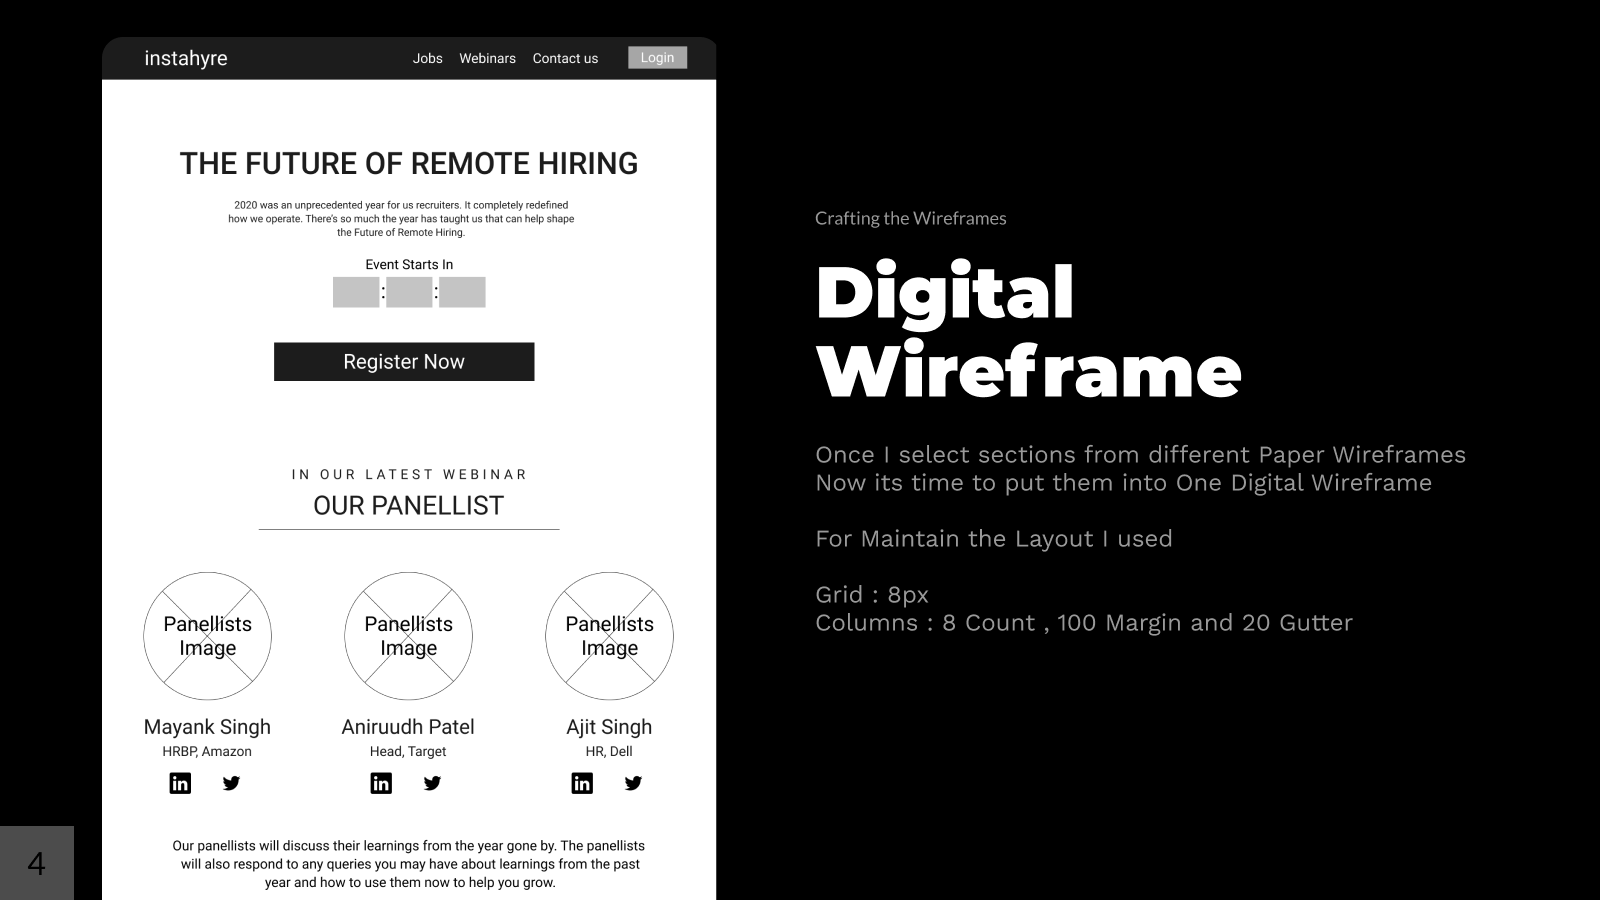 instahyre
Jobs Webinars Contact us Login
THE FUTURE OF REMOTE HIRING
2020 was an unprecedented year for us recruiters. It completely redefined
how we operate. There's so much the year has taught us that can help shape
the Future of Remote Hiring.
Event Starts In
: :
Register Now
IN OUR LATEST WEBINAR
OUR PANELLIST
Panellists
Image
Panellists
Image
Panellists
Image
Mayank Singh
HRBP, Amazon
in
Aniruudh Patel
Head, Target
in
Ajit Singh
HR, Dell
in
Our panellists will discuss their learnings from the year gone by. The panellists
will also respond to any queries you may have about learnings from the past
year and how to use them now to help you grow.
Crafting the Wireframes
Digital
Wireframe
Once I select sections from different Paper Wireframes
Now its time to put them into One Digital Wireframe
For Maintain the Layout I used
Grid : 8px
Columns : 8 Count , 100 Margin and 20 Gutter
4